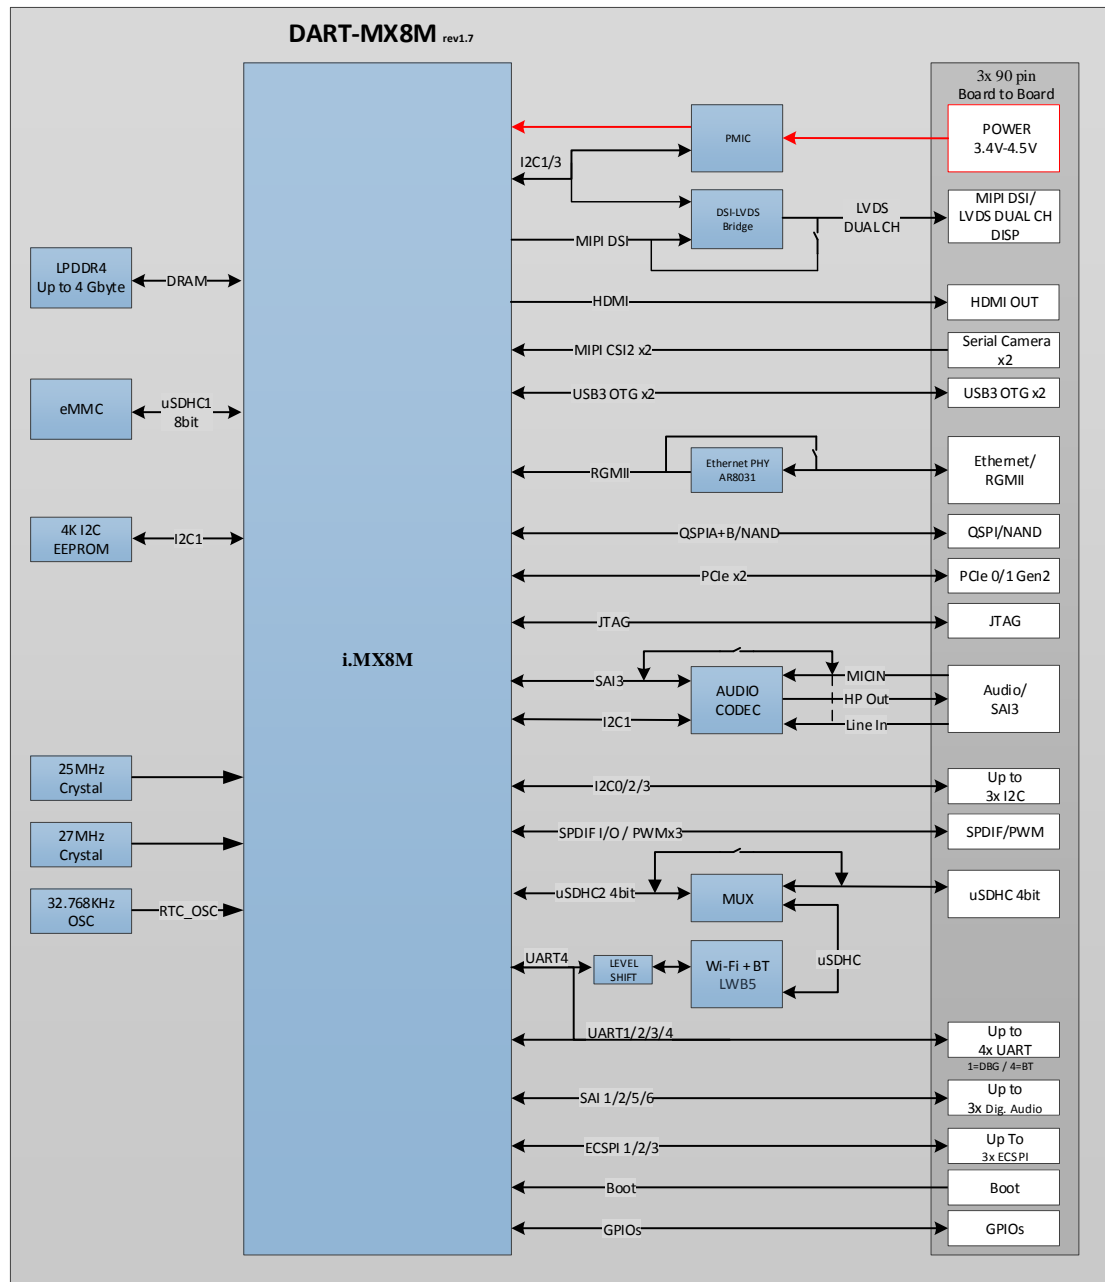 DART-MX8M rev1.7
3x 90 pin
Board to Board
POWER
3.4V-4.5V
PMIC
I2C1/3
DSI-LVDS
Bridge
LVDS
DUAL CH
MIPI DSI/
LVDS DUAL CH
DISP
MIPI DSI
LPDDR4
Up to 4 Gbyte
DRAM
HDMI
HDMI OUT
MIPI CSI2 x2
Serial Camera
x2
USB3 OTG x2
USB3 OTG x2
eMMC
uSDHC1
8bit
RGMII
Ethernet PHY
AR8031
Ethernet/
RGMII
4K I2C
EEPROM
I2C1
QSPIA+B/NAND
QSPI/NAND
PCIe x2
PCIe 0/1 Gen2
JTAG
JTAG
i.MX8M
SAI3
I2C1
AUDIO
CODEC
MICIN
HP Out
Line In
Audio/
SAI3
25MHz
Crystal
I2C0/2/3
Up to
3x I2C
27MHz
Crystal
SPDIF I/O / PWMx3
SPDIF/PWM
32.768KHz
OSC
RTC_OSC
uSDHC2 4bit
MUX
uSDHC 4bit
uSDHC
UART4
LEVEL
SHIFT
Wi-Fi + BT
LWB5
UART1/2/3/4
Up to
4x UART
1=DBG / 4=BT
SAI 1/2/5/6
Up to
3x Dig. Audio
ECSPI 1/2/3
Up To
3x ECSPI
Boot
Boot
GPIOs
GPIOs